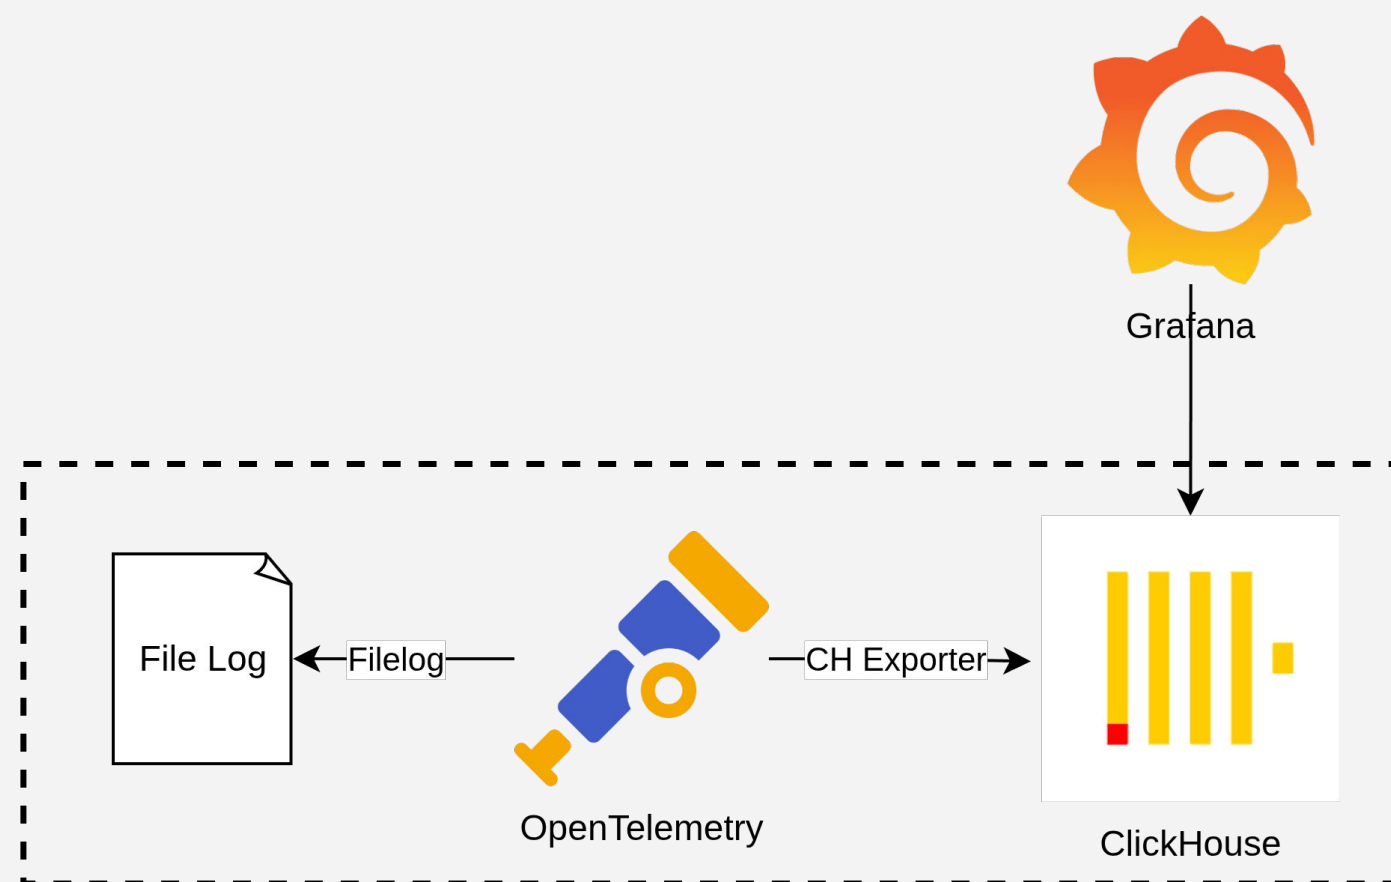 Grafana
File Log
Filelog
CH Exporter
OpenTelemetry
ClickHouse